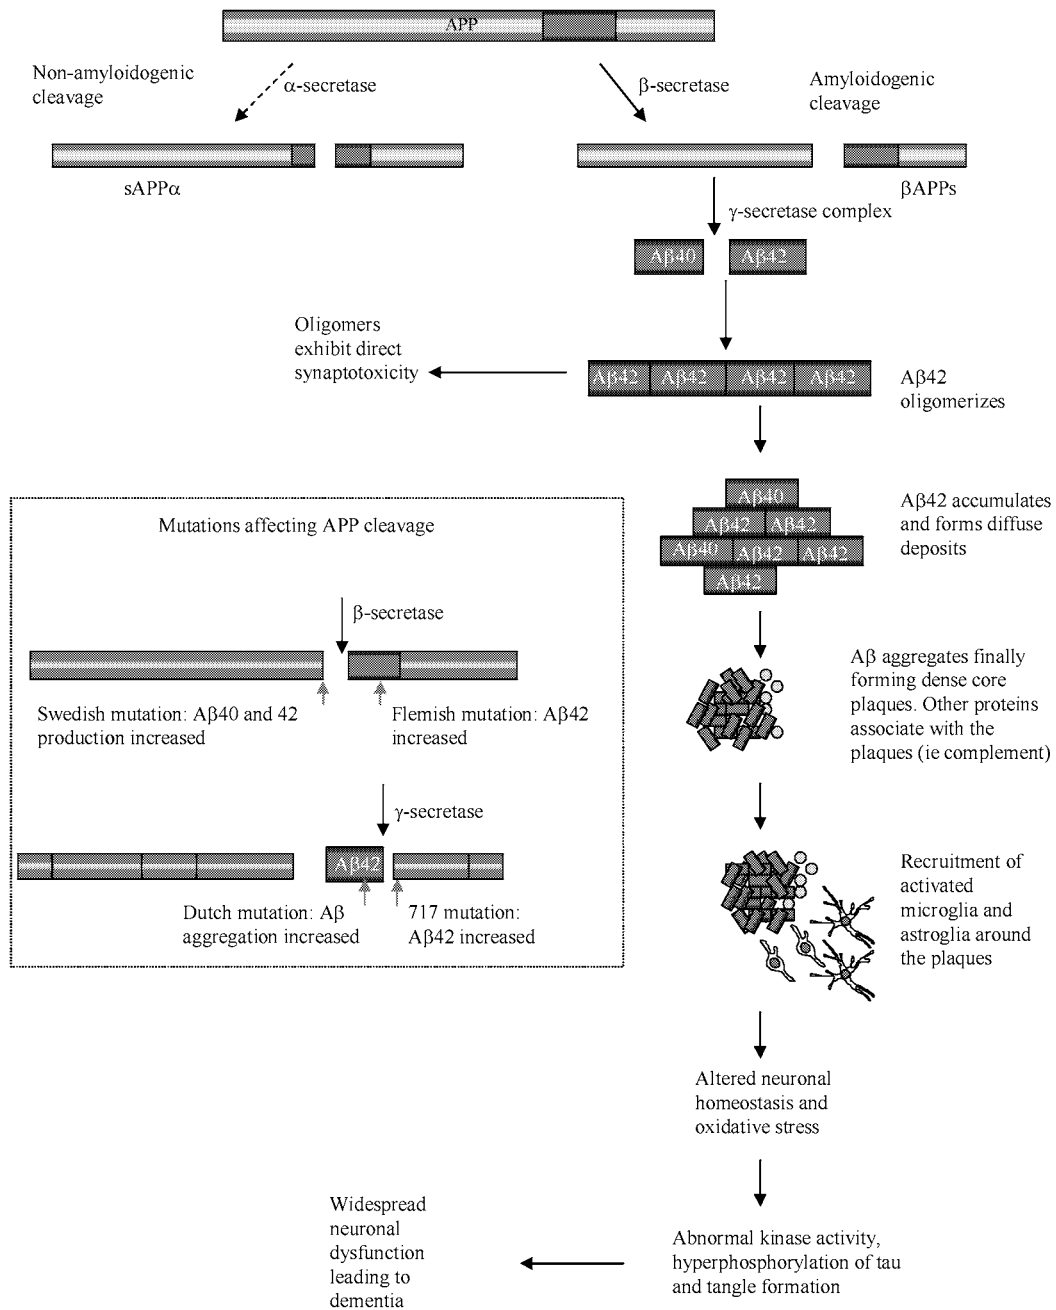 APP
Non-amyloidogenic
cleavage
α-secretase
β-secretase
Amyloidogenic
cleavage
sAPPα
βAPPs
γ-secretase complex
Aβ40
Aβ42
Oligomers
exhibit direct
synaptotoxicity
Aβ42 Aβ42 Aβ42 Aβ42
Aβ42
oligomerizes
Aβ40
Aβ42 Aβ42
Aβ40 Aβ42 Aβ42
Aβ42
Aβ42 accumulates
and forms diffuse
deposits
Mutations affecting APP cleavage
β-secretase
Swedish mutation: Aβ40 and 42
production increased
Flemish mutation: Aβ42
increased
γ-secretase
Aβ42
Dutch mutation: Aβ
aggregation increased
717 mutation:
Aβ42 increased
Aβ aggregates finally
forming dense core
plaques. Other proteins
associate with the
plaques (ie complement)
Recruitment of
activated
microglia and
astroglia around
the plaques
Altered neuronal
homeostasis and
oxidative stress
Abnormal kinase activity,
hyperphosphorylation of tau
and tangle formation
Widespread
neuronal
dysfunction
leading to
dementia